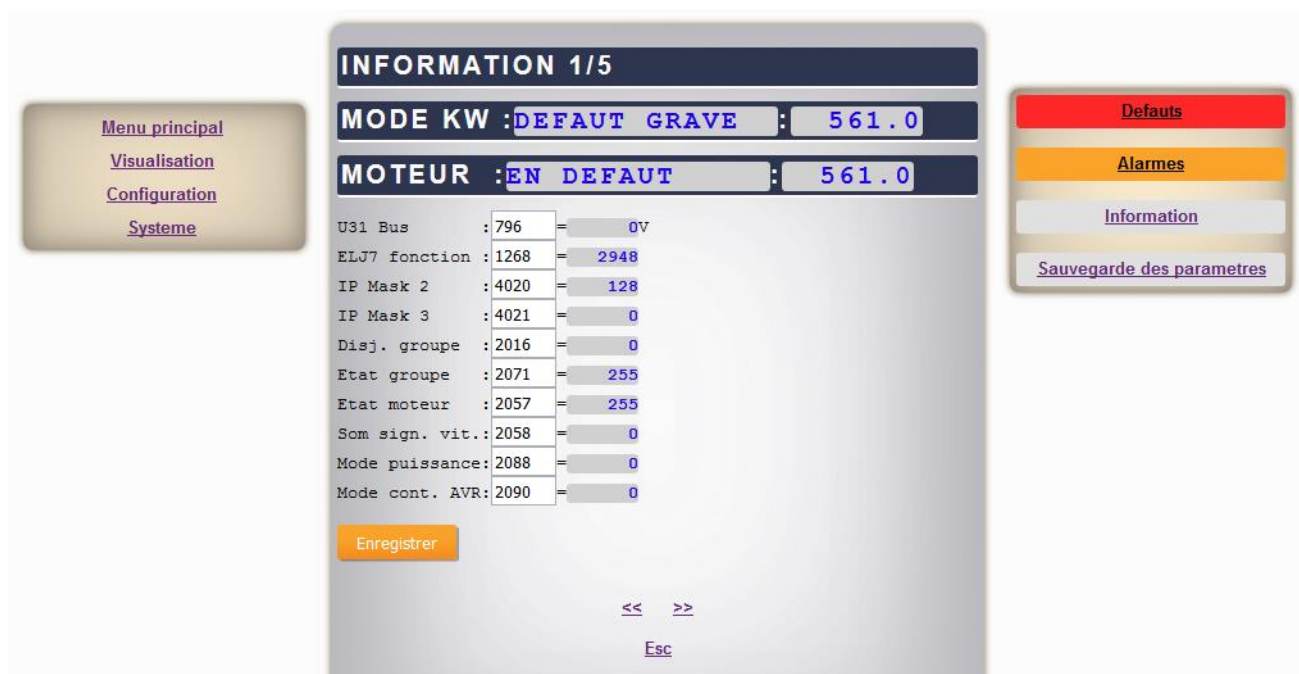 Menu principal
Visualisation
Configuration
Systeme
INFORMATION 1/5
MODE KW :DEFAUT GRAVE : 561.0
MOTEUR :EN DEFAUT : 561.0
U31 Bus :796 = 0V
ELJ7 fonction :1268 = 2948
IP Mask 2 :4020 = 128
IP Mask 3 :4021 = 0
Disj. groupe :2016 = 0
Etat groupe :2071 = 255
Etat moteur :2057 = 255
Som sign. vit.:2058 = 0
Mode puissance:2088 = 0
Mode cont. AVR:2090 = 0
Enregistrer
<< >>
Esc
Defauts
Alarmes
Information
Sauvegarde des parametres